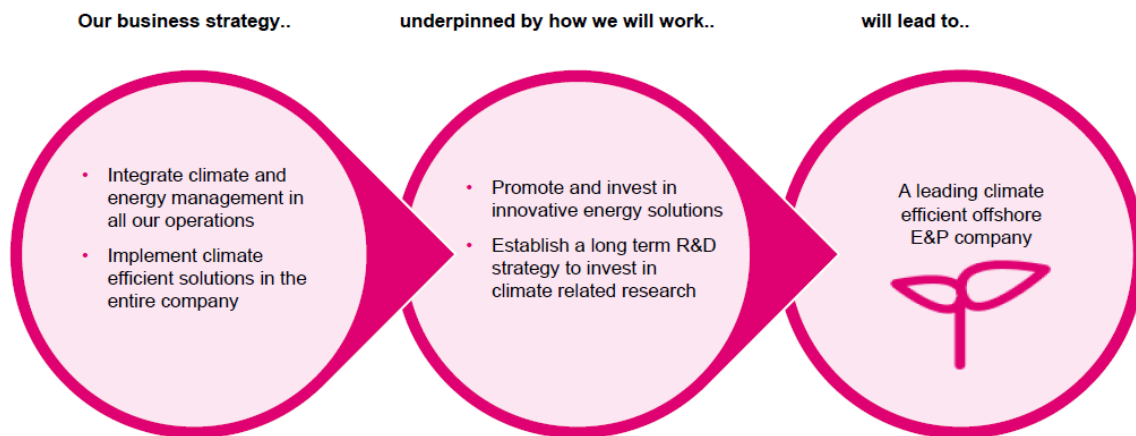 Our business strategy..
underpinned by how we will work..
will lead to..
• Integrate climate and
energy management in
all our operations
• Implement climate
efficient solutions in the
entire company
• Promote and invest in
innovative energy solutions
• Establish a long term R&D
strategy to invest in
climate related research
A leading climate
efficient offshore
E&P company